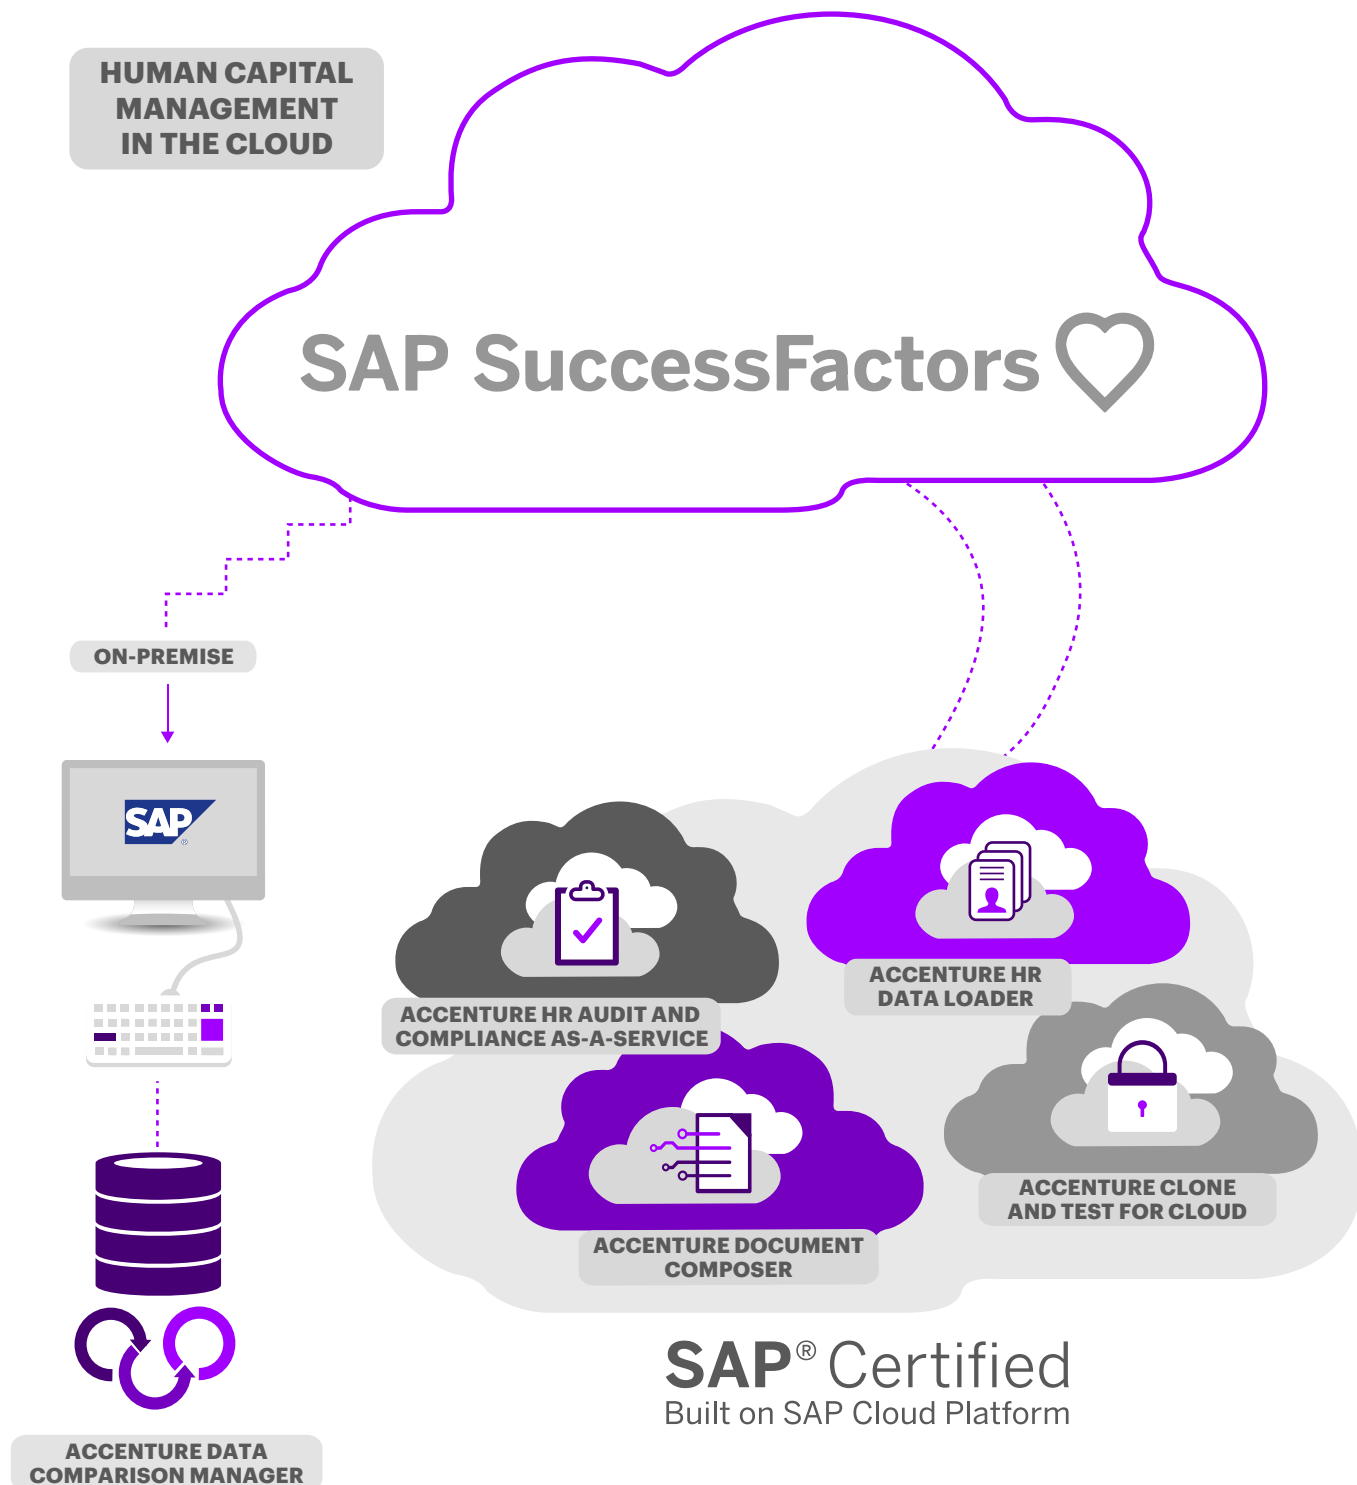 HUMAN CAPITAL
MANAGEMENT
IN THE CLOUD
SAP SuccessFactors
ON-PREMISE
SAP®
ACCENTURE HR AUDIT AND
COMPLIANCE AS-A-SERVICE
ACCENTURE HR
DATA LOADER
ACCENTURE DOCUMENT
COMPOSER
ACCENTURE CLONE
AND TEST FOR CLOUD
SAP® Certified
Built on SAP Cloud Platform
ACCENTURE DATA
COMPARISON MANAGER